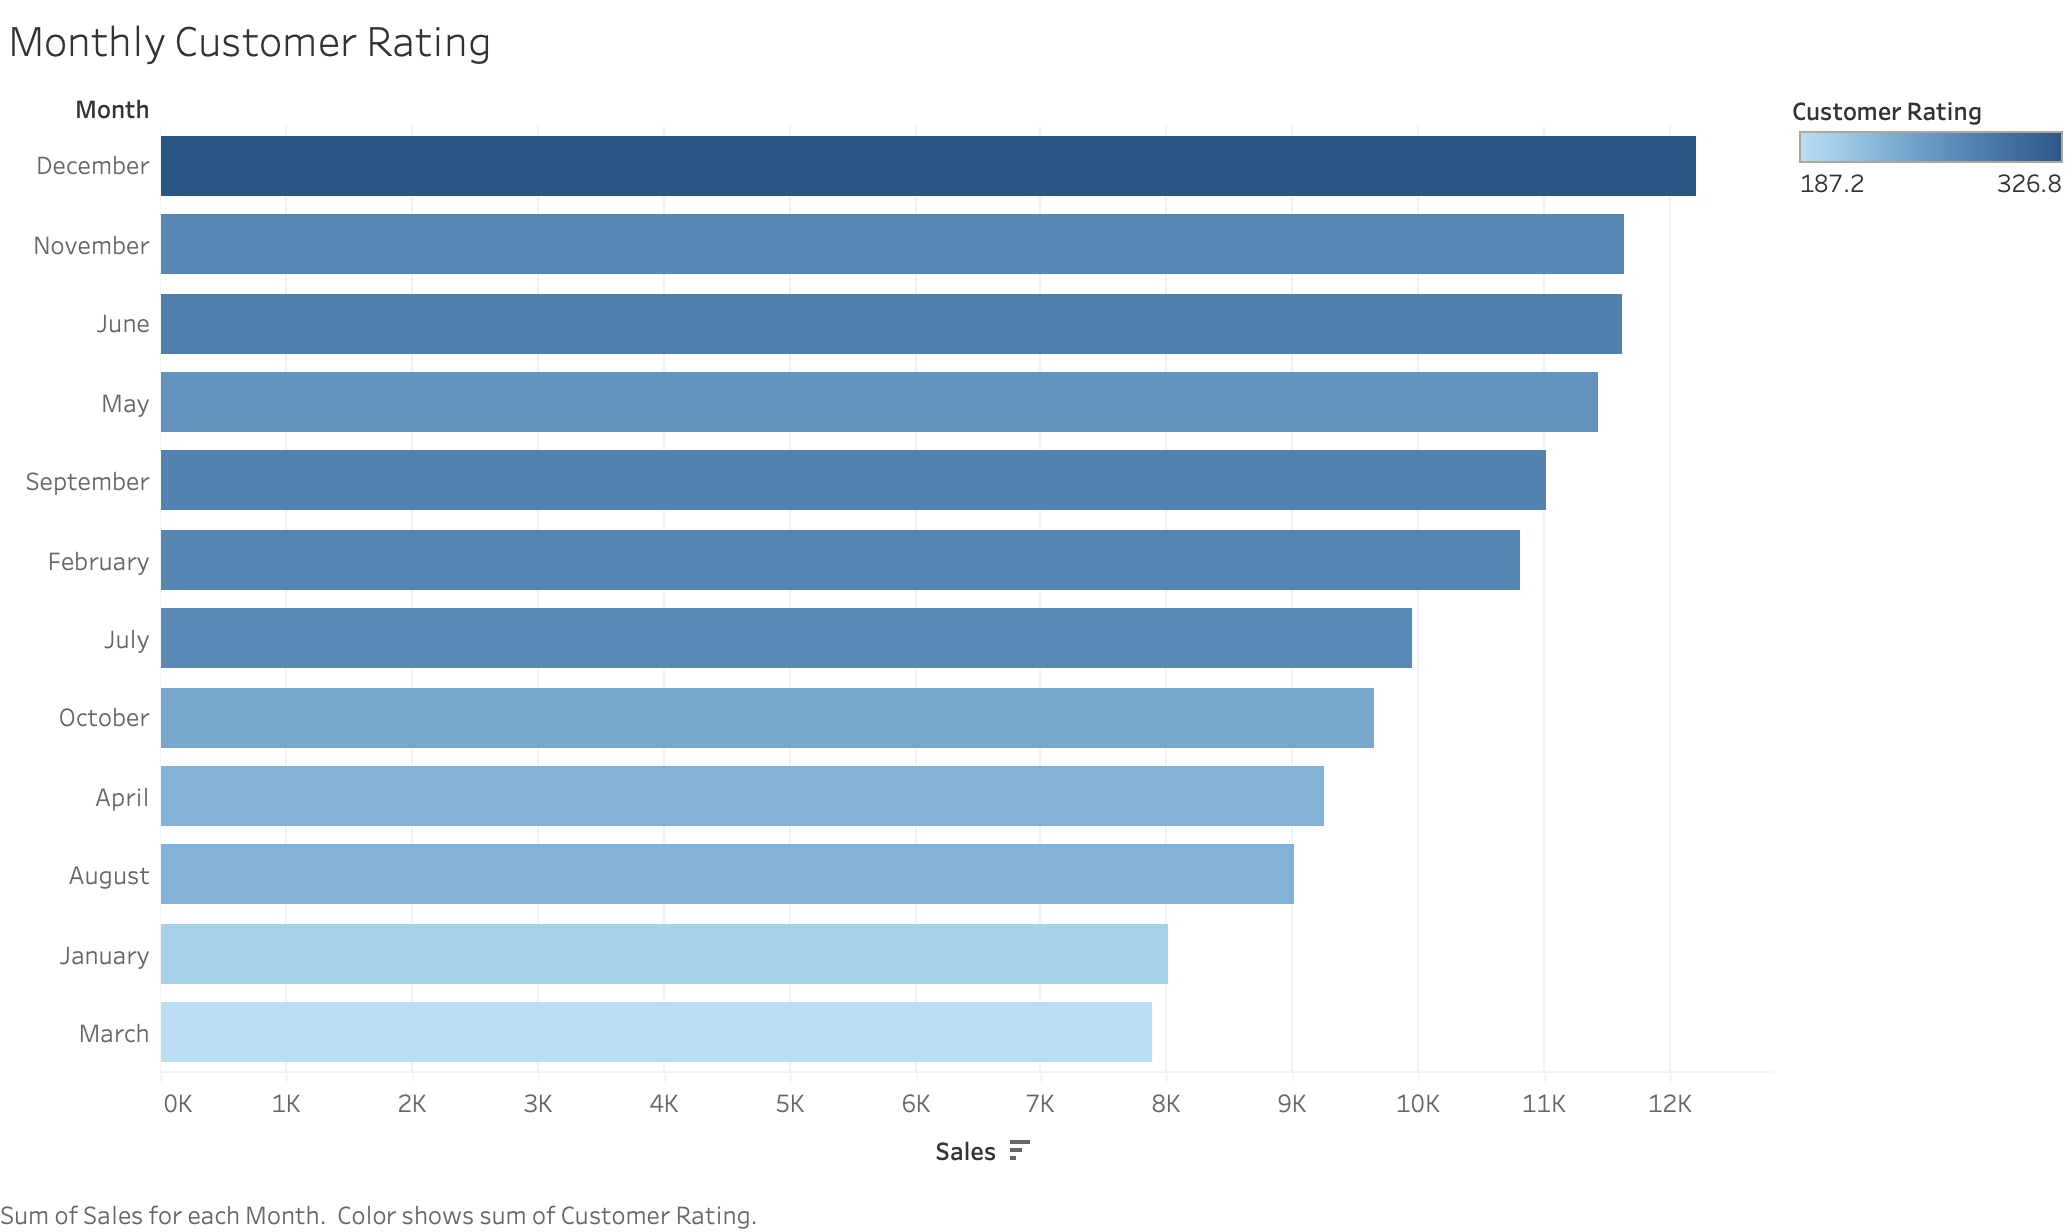 Monthly Customer Rating
Month
Customer Rating
187.2 326.8
December
November
June
May
September
February
July
October
April
August
January
March
0K 1K 2K 3K 4K 5K 6K 7K 8K 9K 10K 11K 12K
Sales
Sum of Sales for each Month. Color shows sum of Customer Rating.